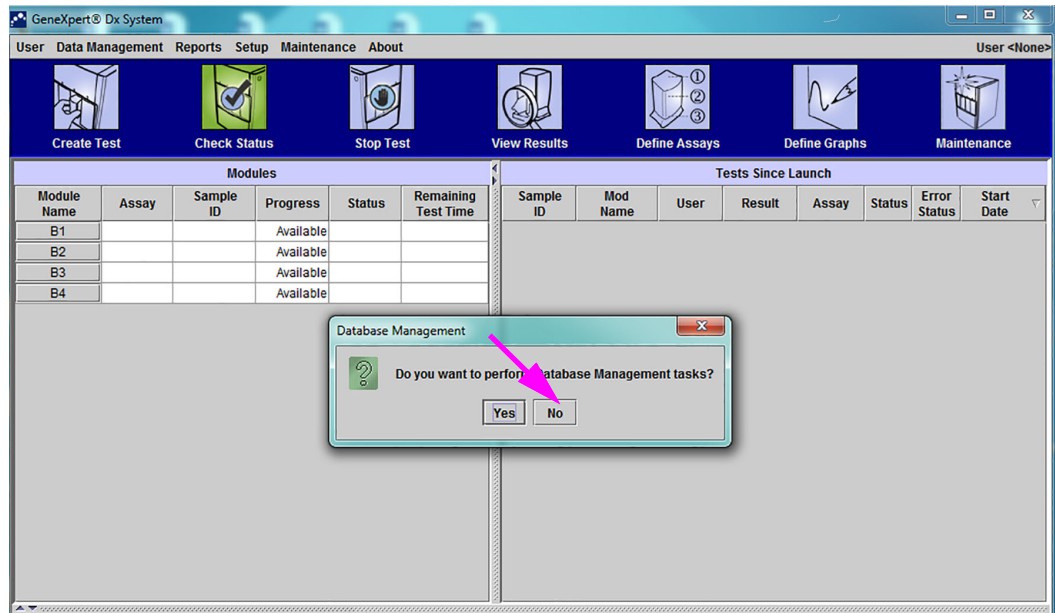 GeneXpert® Dx System
User Data Management Reports Setup Maintenance About User <None>
Create Test Check Status Stop Test View Results Define Assays Define Graphs Maintenance
1
2
3
Modules Tests Since Launch
Module Name Assay Sample ID Progress Status Remaining Test Time Sample ID Mod Name User Result Assay Status Error Status Start Date
B1 Available
B2 Available
B3 Available
B4 Available
Database Management
Do you want to perform Database Management tasks?
Yes No